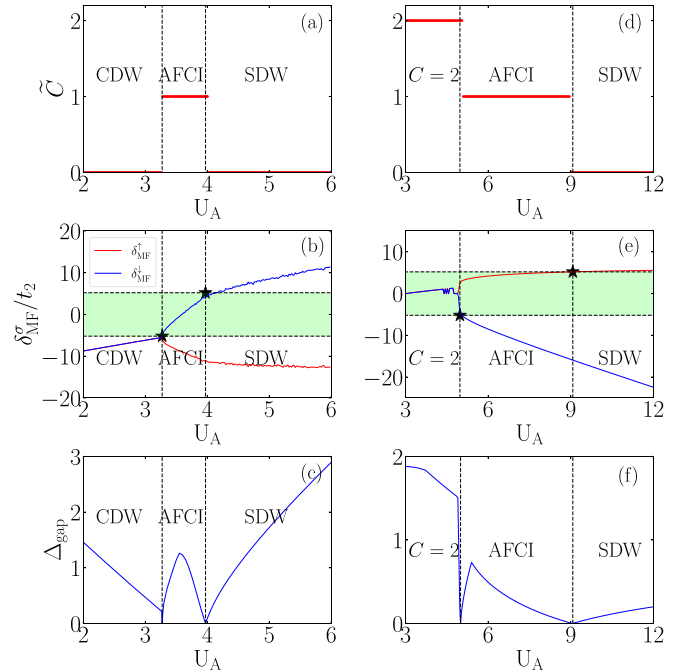 2
1
0
C̃
(a)
CDW
AFCI
SDW
2 3 4 5 6
U_A
2
1
0
(d)
C = 2
AFCI
SDW
3 6 9 12
U_A
20
10
0
−10
−20
δ^σ_MF/t_2
(b)
δ^↑_MF
δ^↓_MF
CDW
AFCI
SDW
2 3 4 5 6
U_A
10
0
−10
−20
(e)
C = 2
AFCI
SDW
3 6 9 12
U_A
3
2
1
0
Δ_gap
(c)
CDW
AFCI
SDW
2 3 4 5 6
U_A
2
1
0
(f)
C = 2
AFCI
SDW
3 6 9 12
U_A